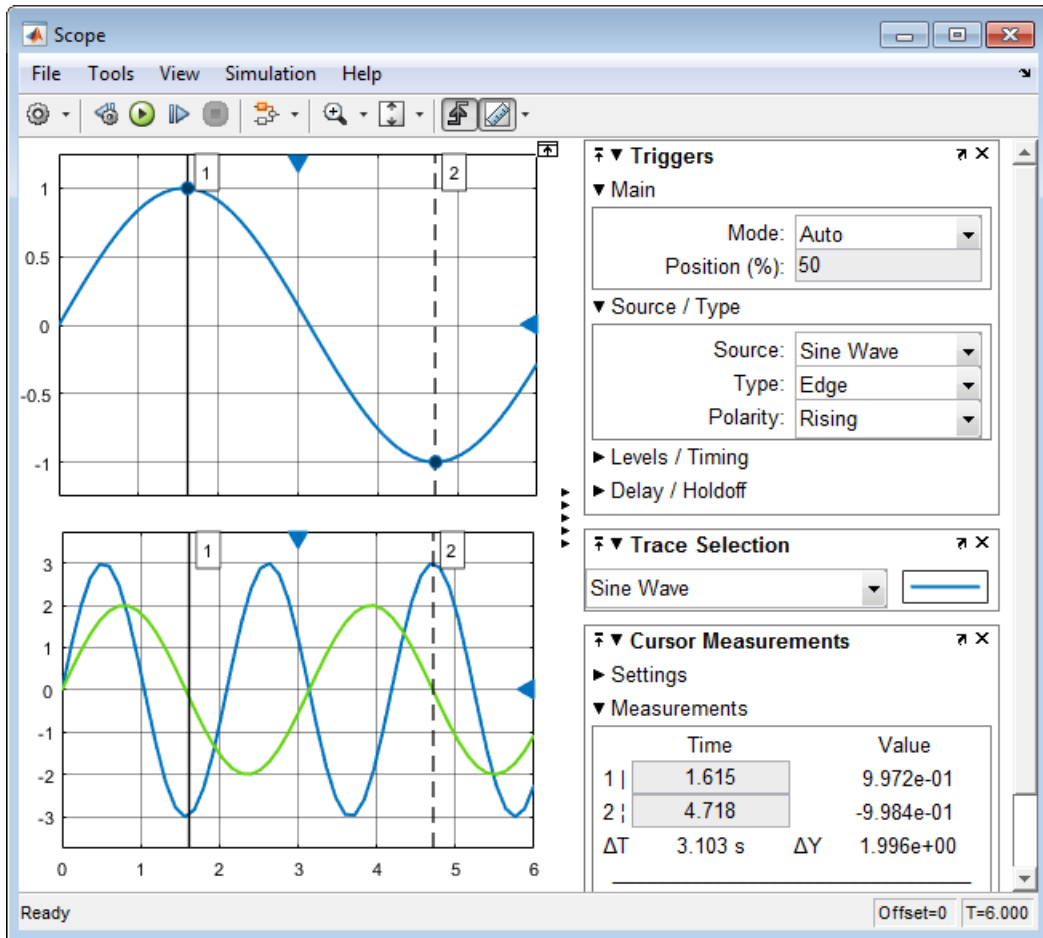 Scope
File Tools View Simulation Help
1 2
1
0.5
0
-0.5
-1
1 2
3
2
1
0
-1
-2
-3
0 1 2 3 4 5 6
Triggers
Main
Mode: Auto
Position (%): 50
Source / Type
Source: Sine Wave
Type: Edge
Polarity: Rising
Levels / Timing
Delay / Holdoff
Trace Selection
Sine Wave
Cursor Measurements
Settings
Measurements
Time Value
1 | 1.615 9.972e-01
2 ¦ 4.718 -9.984e-01
ΔT 3.103 s ΔY 1.996e+00
Ready Offset=0 T=6.000